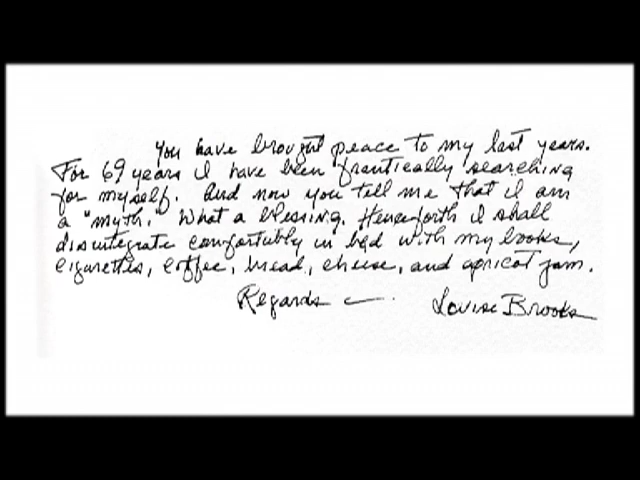 You have brought peace to my last years.
For 69 years I have been frantically searching
for myself. And now you tell me that I am
a "myth." What a blessing. Henceforth I shall
disintegrate comfortably in bed with my books,
cigarettes, coffee, bread, cheese, and apricot jam.
Regards — Louise Brooks